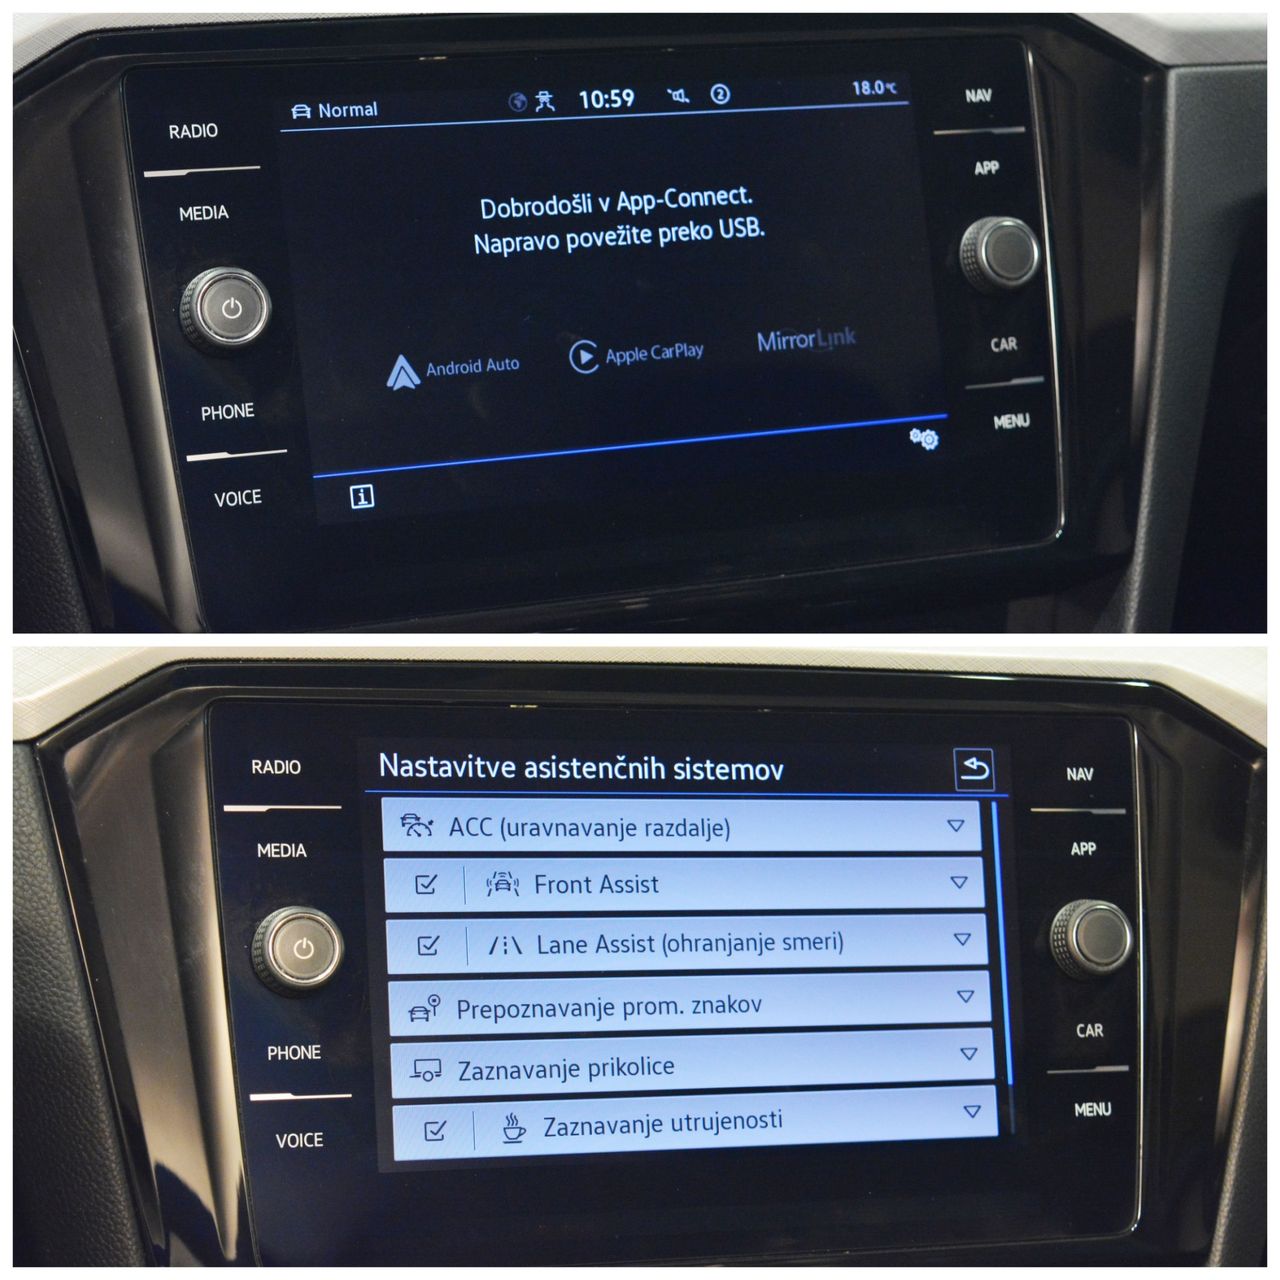 Normal 10:59 2 18.0°C
RADIO
MEDIA
PHONE
VOICE
Dobrodošli v App-Connect.
Napravo povežite preko USB.
Android Auto Apple CarPlay MirrorLink
i
NAV
APP
CAR
MENU
RADIO
MEDIA
PHONE
VOICE
Nastavitve asistenčnih sistemov
ACC (uravnavanje razdalje)
Front Assist
Lane Assist (ohranjanje smeri)
Prepoznavanje prom. znakov
Zaznavanje prikolice
Zaznavanje utrujenosti
NAV
APP
CAR
MENU